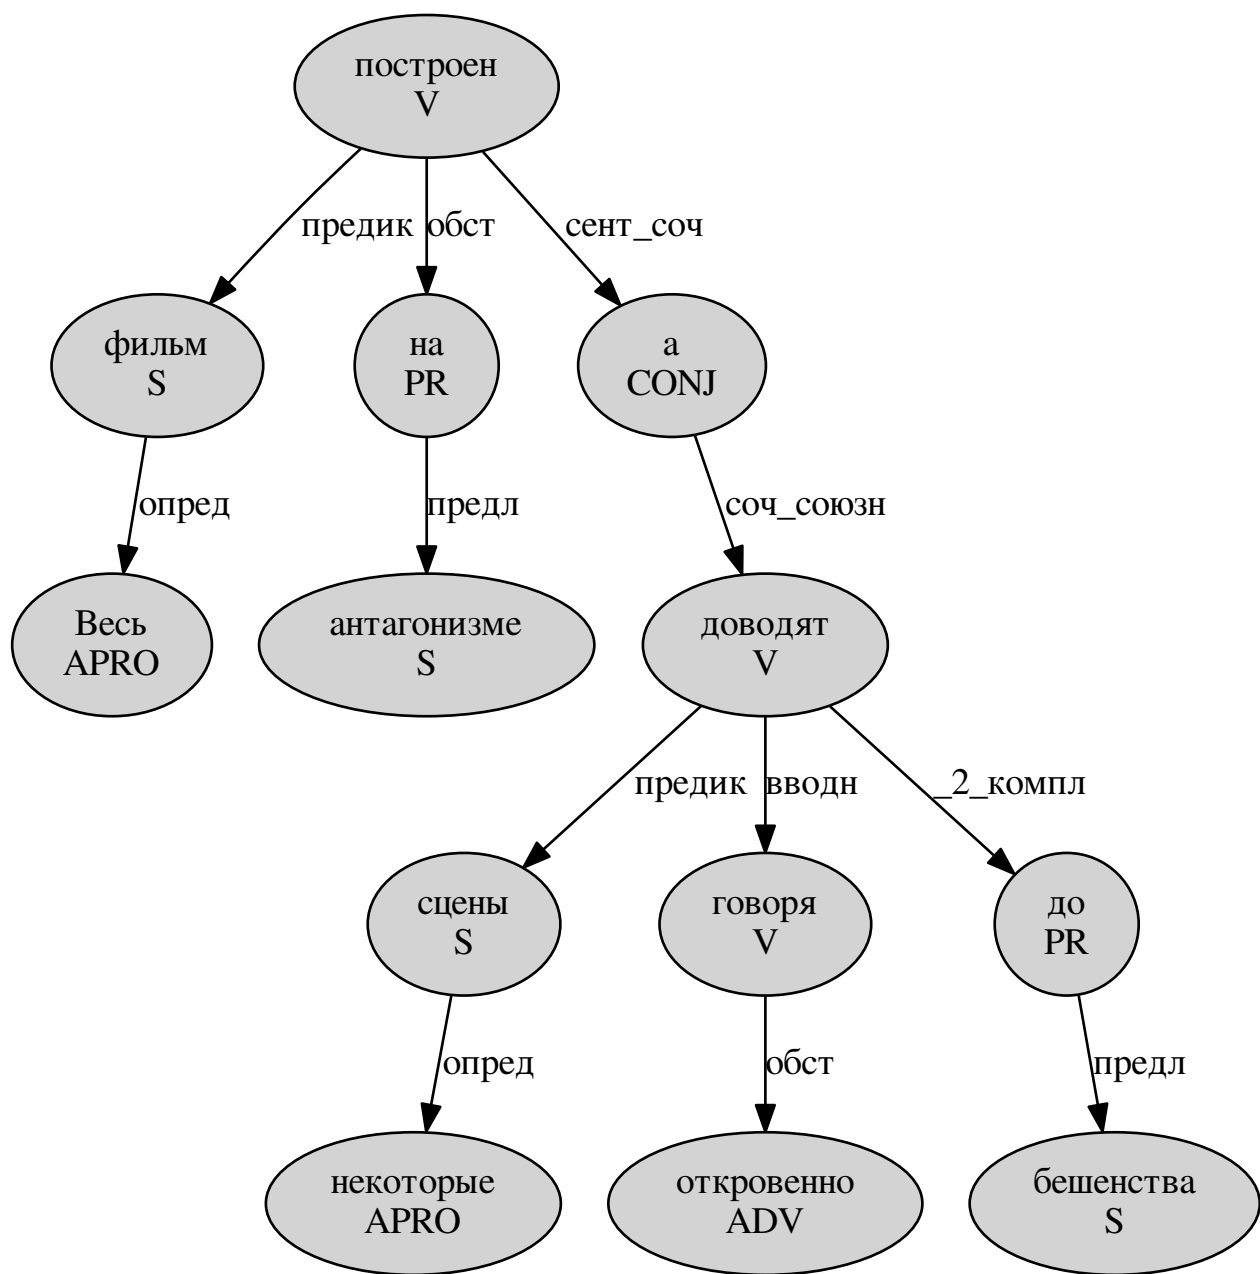 построен
V
предик
обст
сент_соч
фильм
S
на
PR
а
CONJ
опред
предл
соч_союзн
Весь
APRO
антагонизме
S
доводят
V
предик
вводн
_2_компл
сцены
S
говоря
V
до
PR
опред
обст
предл
некоторые
APRO
откровенно
ADV
бешенства
S